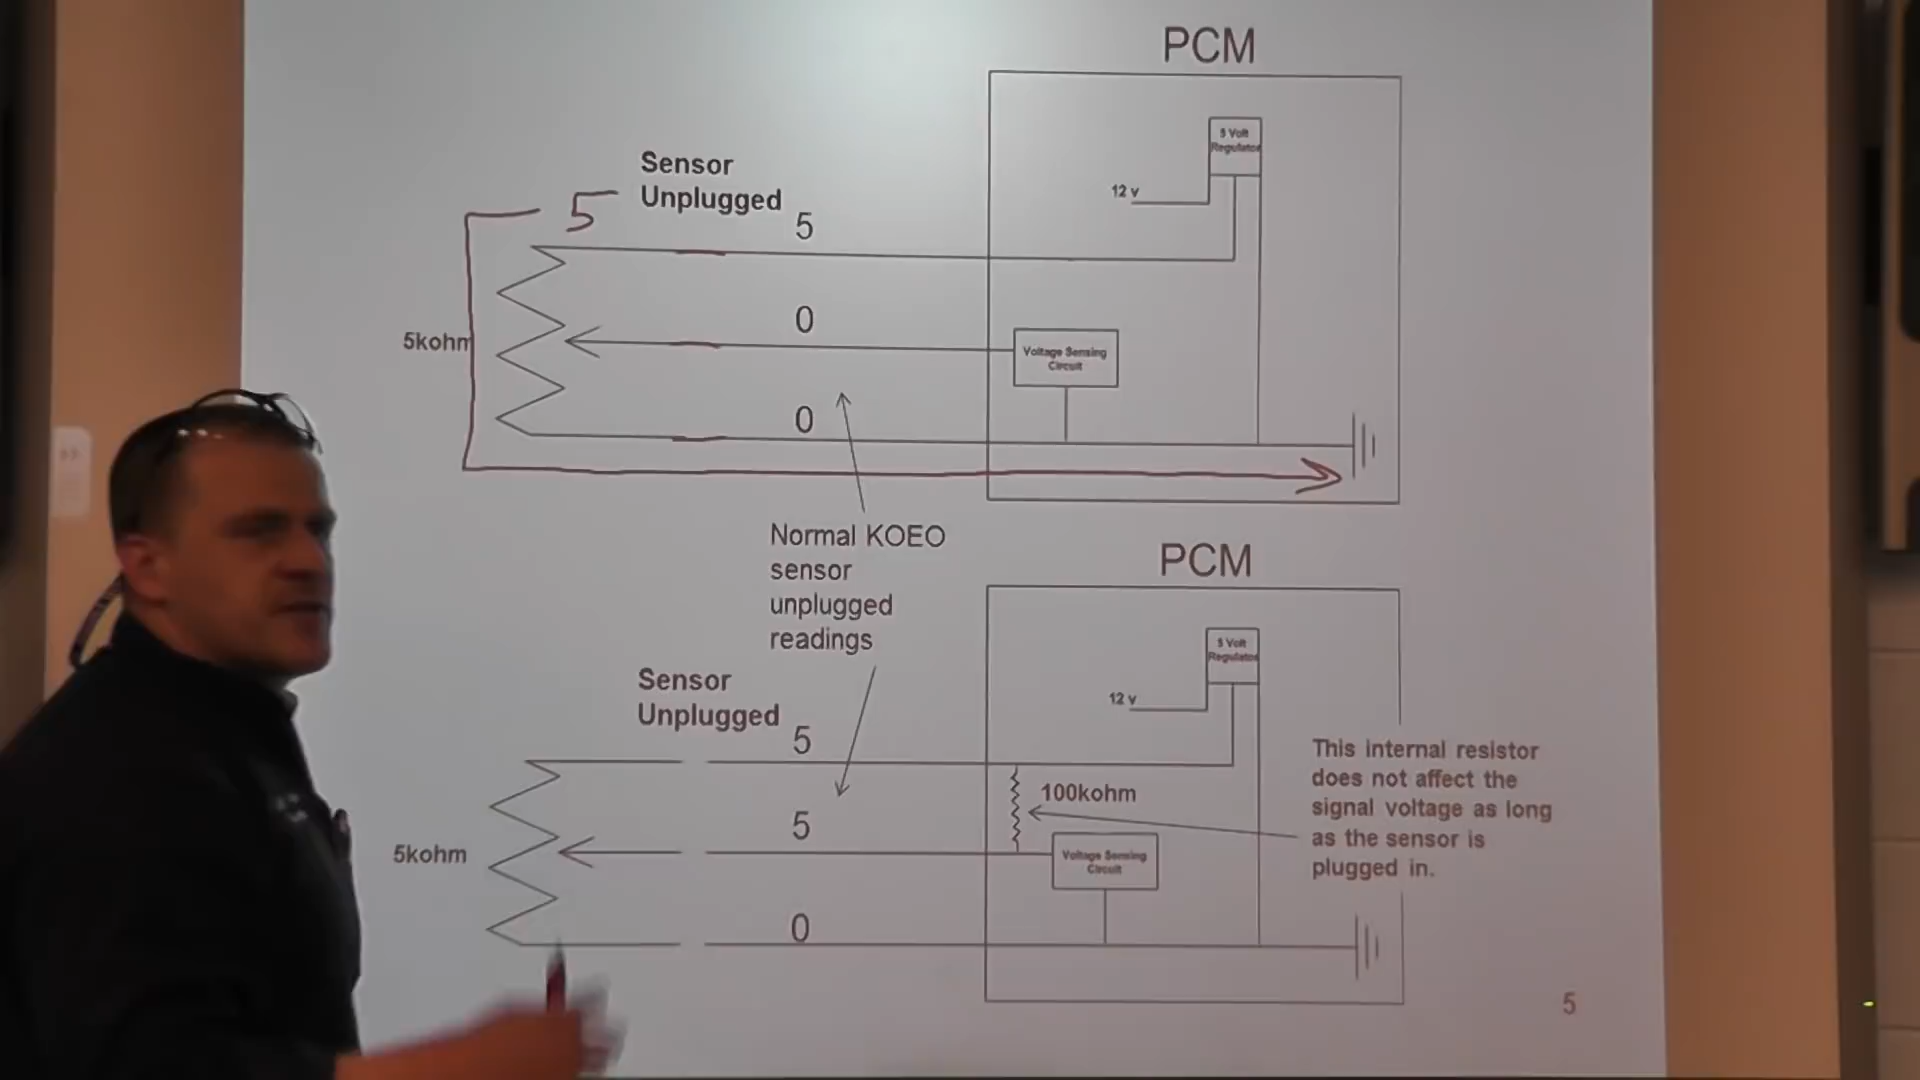 PCM
5 Volt
Regulator
12 v
Sensor
Unplugged
5
5
0
5kohm
Voltage Sensing
Circuit
0
Normal KOEO
sensor
unplugged
readings
PCM
5 Volt
Regulator
12 v
Sensor
Unplugged
5
This internal resistor
does not affect the
signal voltage as long
as the sensor is
plugged in.
100kohm
5
5kohm
Voltage Sensing
Circuit
0
5